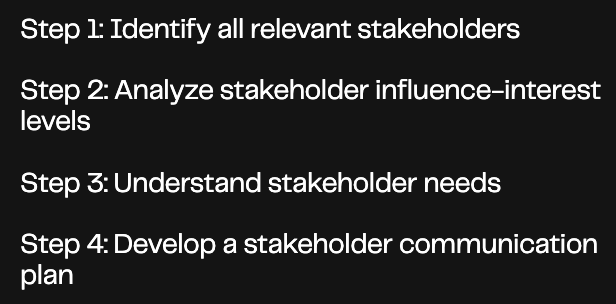 Step 1: Identify all relevant stakeholders
Step 2: Analyze stakeholder influence-interest
levels
Step 3: Understand stakeholder needs
Step 4: Develop a stakeholder communication
plan